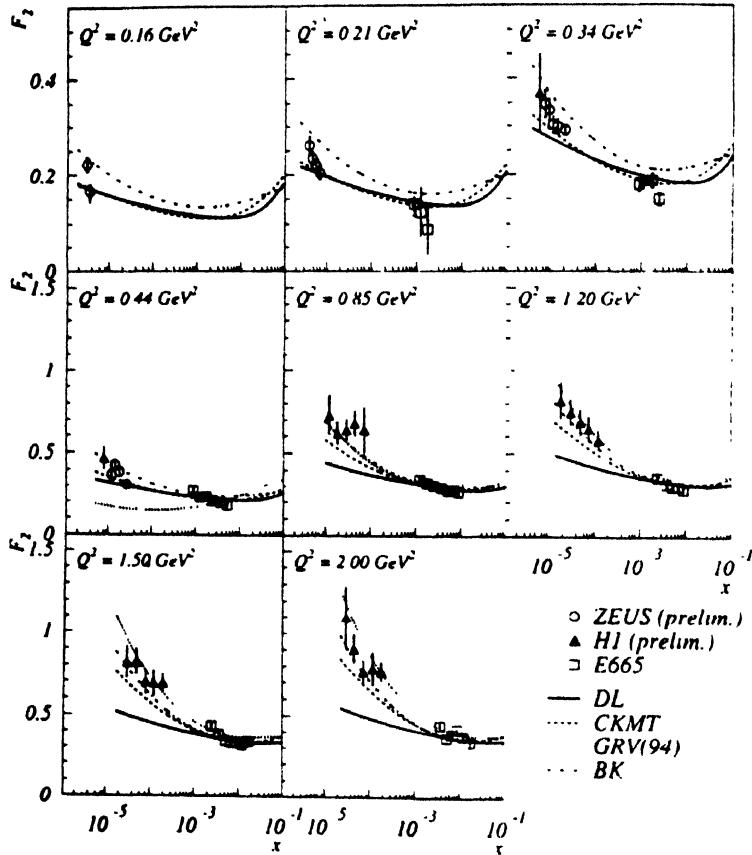 F₂
Q² = 0.16 GeV²
Q² = 0.21 GeV²
Q² = 0.34 GeV²
0.4
0.2
0
F₂
1.5
Q² = 0.44 GeV²
Q² = 0.85 GeV²
Q² = 1.20 GeV²
1
0.5
0
F₂
1.5
Q² = 1.50 GeV²
Q² = 2.00 GeV²
10⁻⁵ 10⁻³ 10⁻¹
x
1
0.5
0
ZEUS (prelim.)
H1 (prelim.)
E665
DL
CKMT
GRV(94)
BK
10⁻⁵ 10⁻³ 10⁻¹
x
10⁻⁵ 10⁻³ 10⁻¹
x